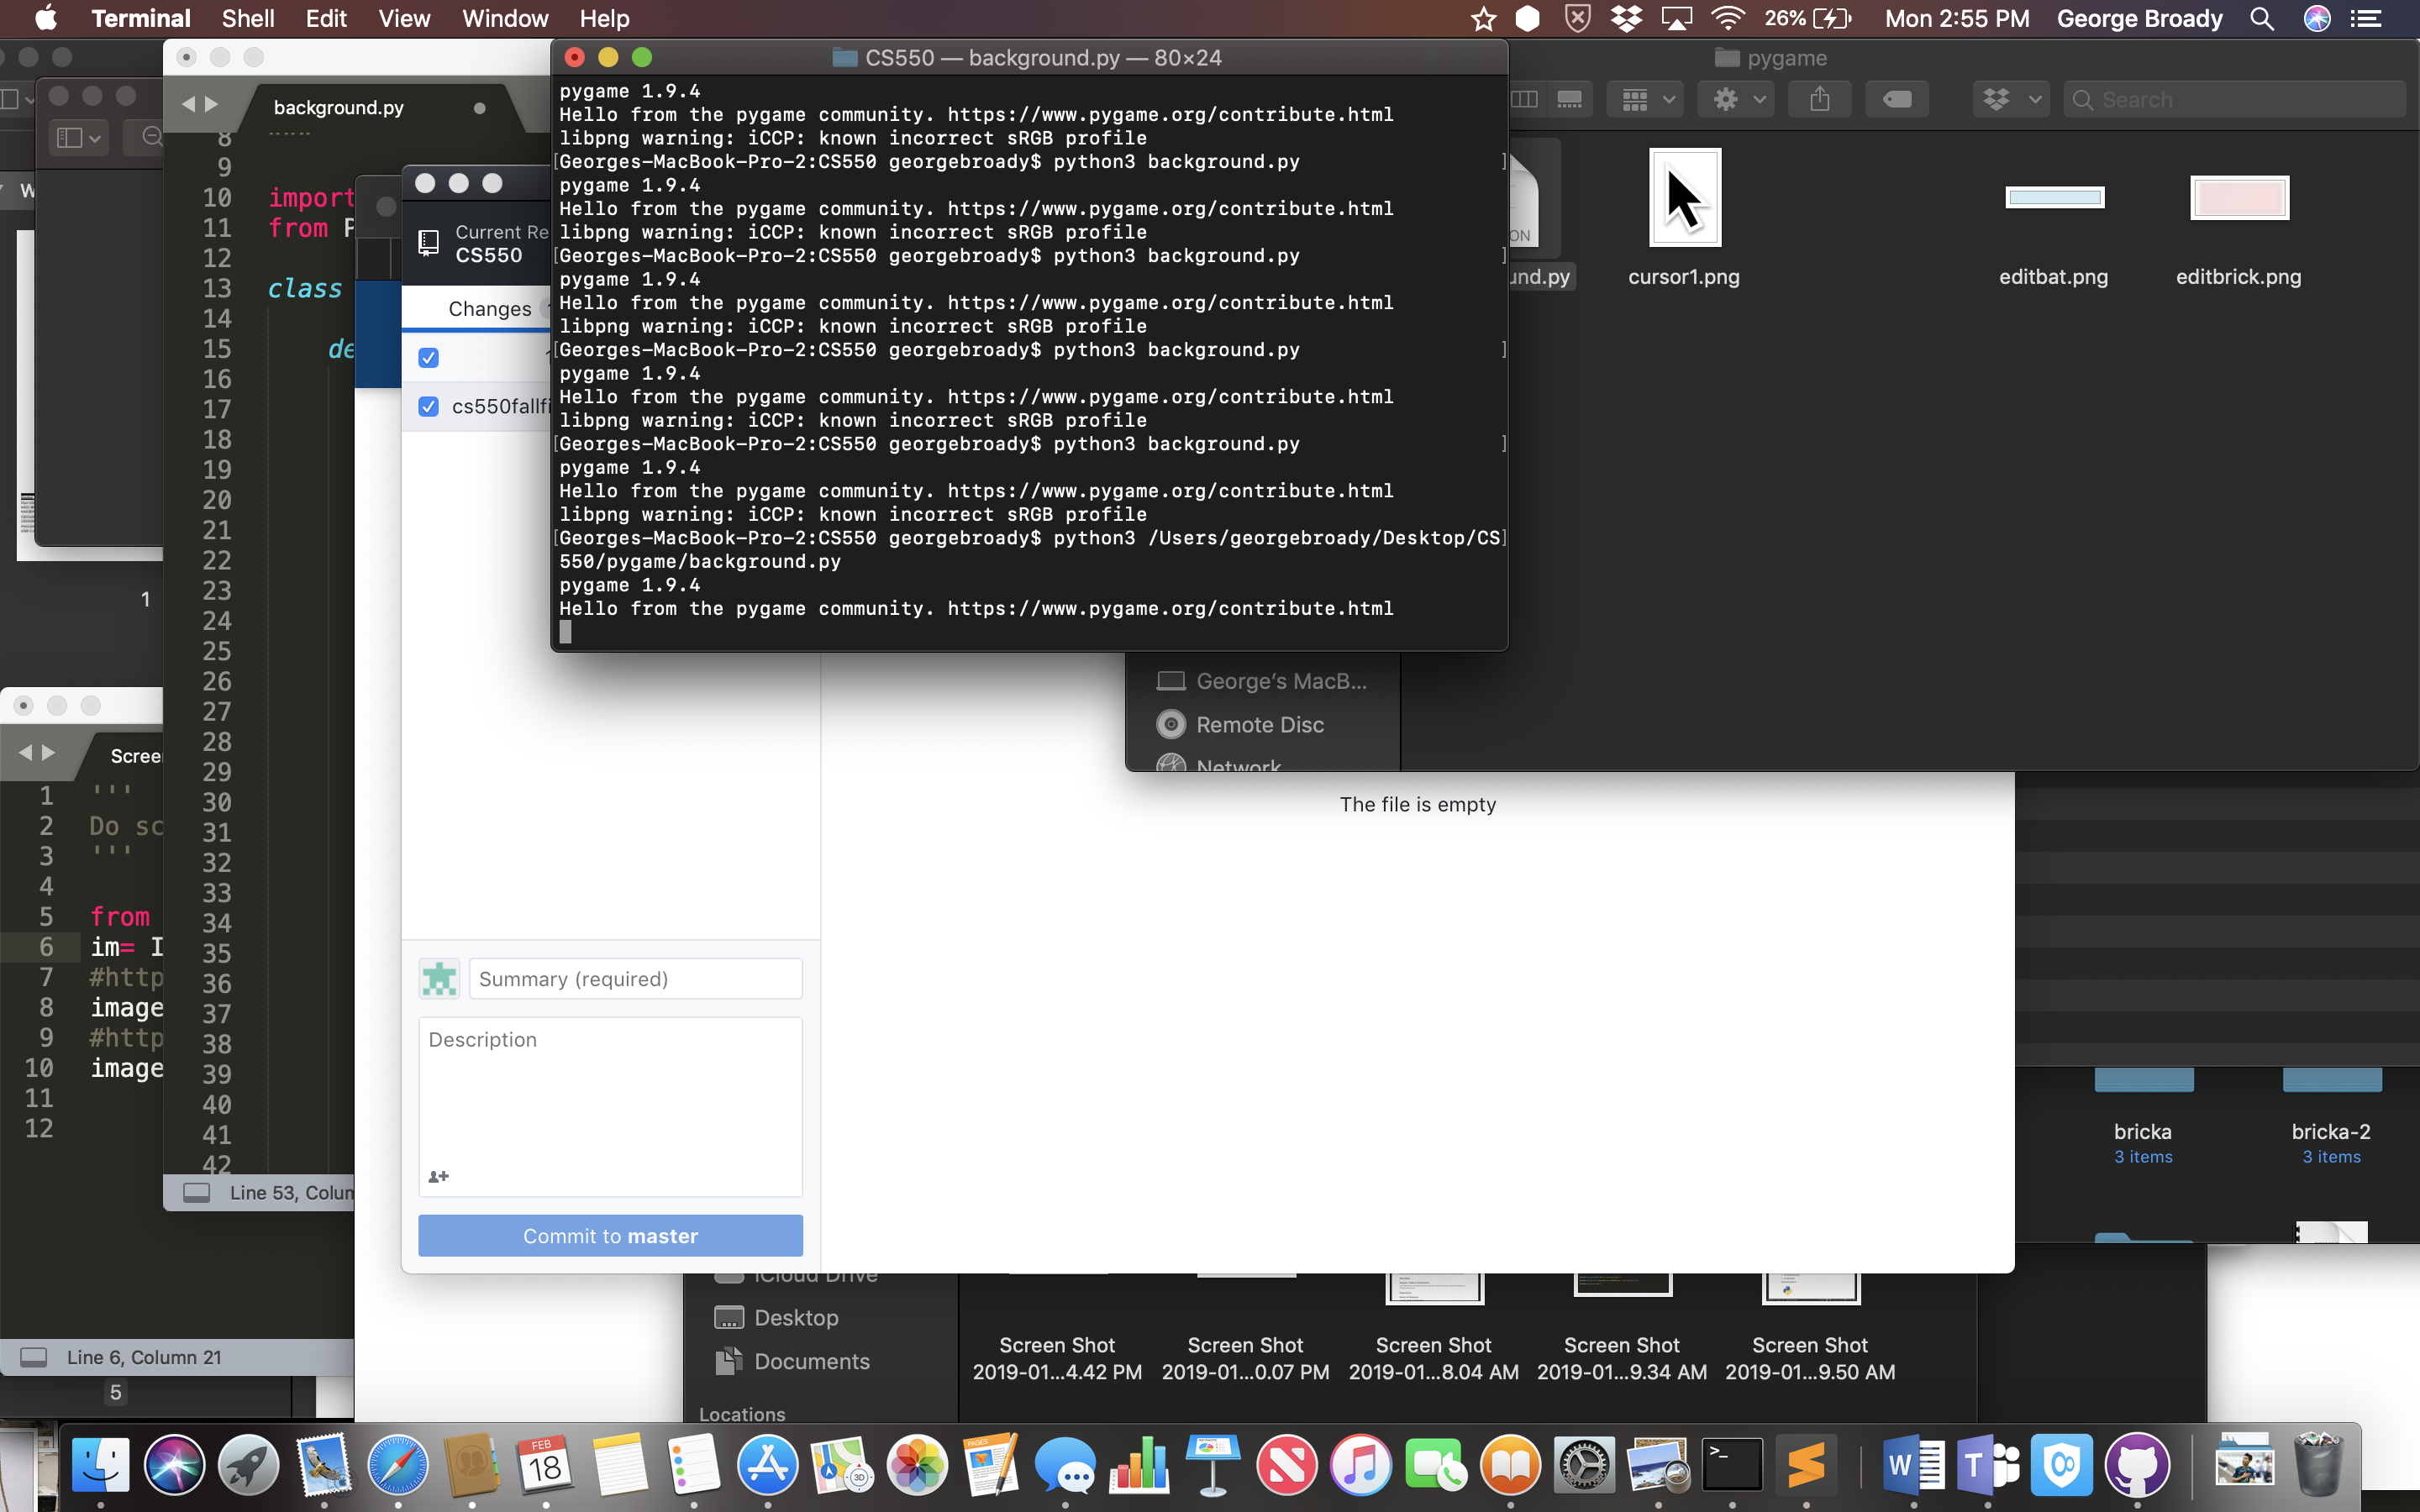 Terminal Shell Edit View Window Help
26% Mon 2:55 PM George Broady
CS550 — background.py — 80×24
pygame
Search
background.py
pygame 1.9.4
Hello from the pygame community. https://www.pygame.org/contribute.html
libpng warning: iCCP: known incorrect sRGB profile
[Georges-MacBook-Pro-2:CS550 georgebroady$ python3 background.py ]
pygame 1.9.4
Hello from the pygame community. https://www.pygame.org/contribute.html
libpng warning: iCCP: known incorrect sRGB profile
[Georges-MacBook-Pro-2:CS550 georgebroady$ python3 background.py ]
pygame 1.9.4
Hello from the pygame community. https://www.pygame.org/contribute.html
libpng warning: iCCP: known incorrect sRGB profile
[Georges-MacBook-Pro-2:CS550 georgebroady$ python3 background.py ]
pygame 1.9.4
Hello from the pygame community. https://www.pygame.org/contribute.html
libpng warning: iCCP: known incorrect sRGB profile
[Georges-MacBook-Pro-2:CS550 georgebroady$ python3 background.py ]
pygame 1.9.4
Hello from the pygame community. https://www.pygame.org/contribute.html
libpng warning: iCCP: known incorrect sRGB profile
[Georges-MacBook-Pro-2:CS550 georgebroady$ python3 /Users/georgebroady/Desktop/CS]
550/pygame/background.py
pygame 1.9.4
Hello from the pygame community. https://www.pygame.org/contribute.html
ON
und.py
cursor1.png
editbat.png
editbrick.png
8
9
10 import
11 from P
12
13 class
14
15 de
16
17
18
19
20
21
22
23
24
25
26
27
28
29
30
31
32
33
34
35
36
37
38
39
40
41
42
Line 53, Colum
W
1
Current Re
CS550
Changes
cs550fallfi
Summary (required)
Description
Commit to master
The file is empty
George's MacB...
Remote Disc
Network
Scree
1 '''
2 Do sc
3 '''
4
5 from
6 im= I
7 #http
8 image
9 #http
10 image
11
12
Line 6, Column 21
5
bricka
3 items
bricka-2
3 items
iCloud Drive
Desktop
Documents
Locations
Screen Shot
2019-01...4.42 PM
Screen Shot
2019-01...0.07 PM
Screen Shot
2019-01...8.04 AM
Screen Shot
2019-01...9.34 AM
Screen Shot
2019-01...9.50 AM
FEB
18
PAGES
3D
>_
W
T